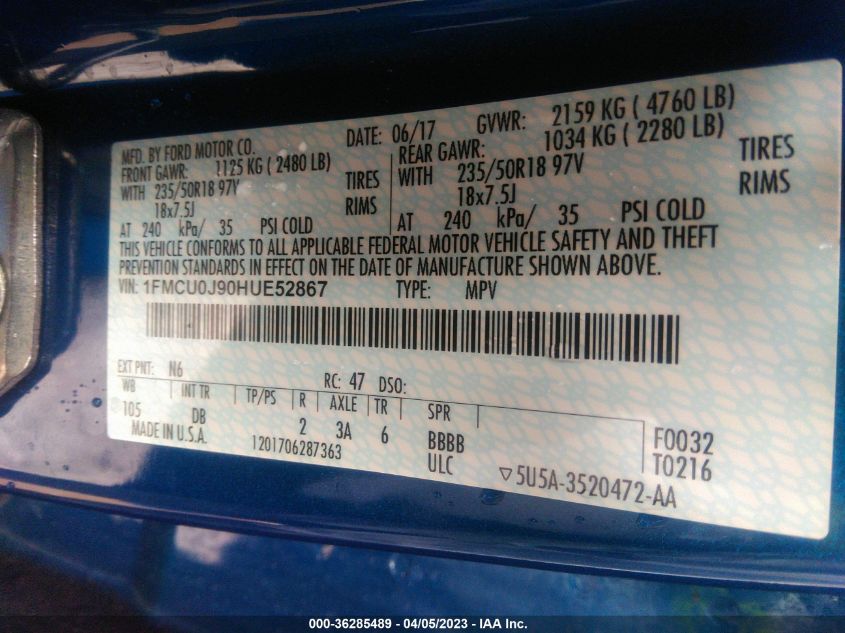 MFD. BY FORD MOTOR CO.
DATE: 06/17 GVWR: 2159 KG ( 4760 LB)
FRONT GAWR: 1125 KG ( 2480 LB)
REAR GAWR: 1034 KG ( 2280 LB)
WITH 235/50R18 97V TIRES
WITH 235/50R18 97V TIRES
18x7.5J RIMS
18x7.5J RIMS
AT 240 kPa/ 35 PSI COLD
AT 240 kPa/ 35 PSI COLD
THIS VEHICLE CONFORMS TO ALL APPLICABLE FEDERAL MOTOR VEHICLE SAFETY AND THEFT
PREVENTION STANDARDS IN EFFECT ON THE DATE OF MANUFACTURE SHOWN ABOVE.
VIN: 1FMCU0J90HUE52867 TYPE: MPV
EXT PNT: N6 RC: 47 DSO:
WB INT TR TP/PS R AXLE TR SPR
105 DB 2 3A 6 BBBB F0032
MADE IN U.S.A. 1201706287363 ULC T0216
▽5U5A-3520472-AA
000-36285489 - 04/05/2023 - IAA Inc.